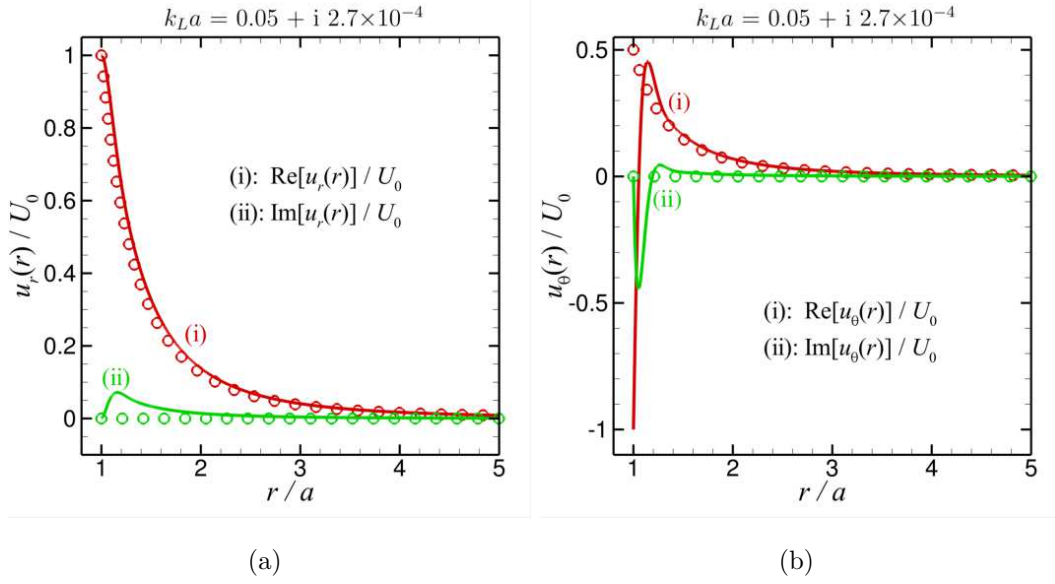 k_L a = 0.05 + i 2.7×10⁻⁴
1
0.8
0.6
0.4
0.2
0
u_r(r) / U_0
(i): Re[u_r(r)] / U_0
(ii): Im[u_r(r)] / U_0
(i)
(ii)
1 2 3 4 5
r / a
(a)
k_L a = 0.05 + i 2.7×10⁻⁴
0.5
0
-0.5
-1
u_θ(r) / U_0
(i)
(ii)
(i): Re[u_θ(r)] / U_0
(ii): Im[u_θ(r)] / U_0
1 2 3 4 5
r / a
(b)